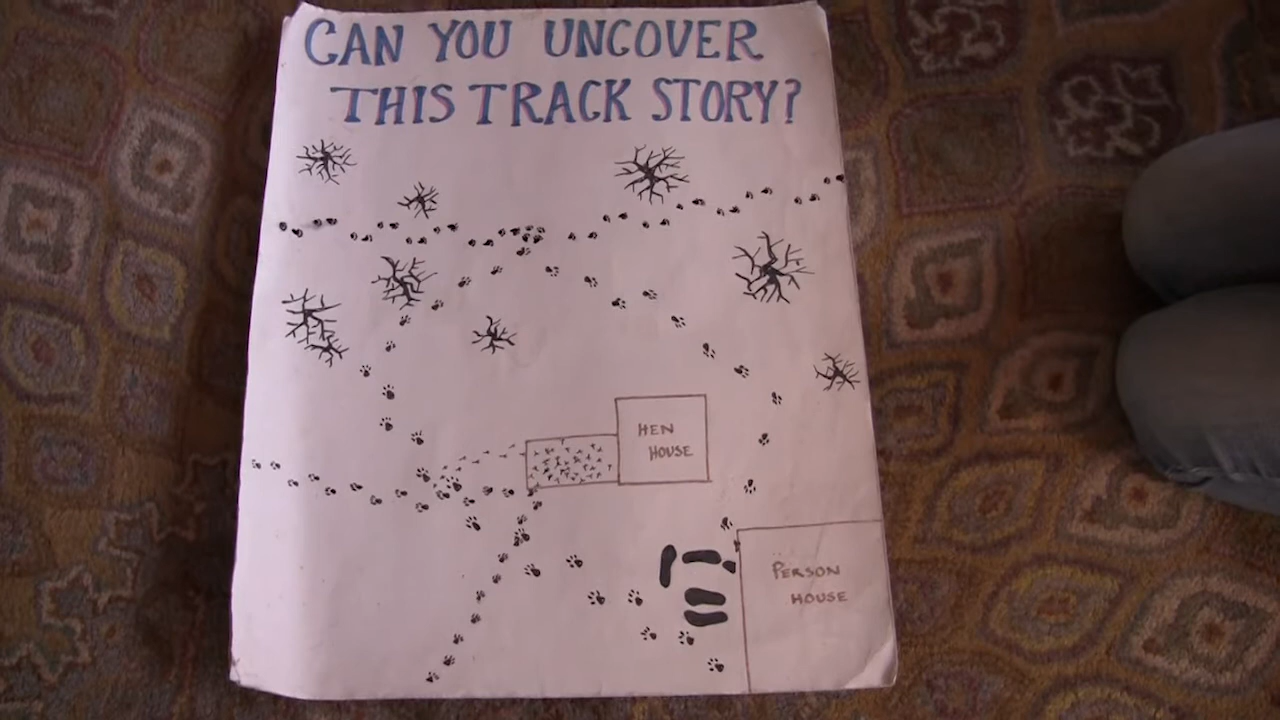 CAN YOU UNCOVER
THIS TRACK STORY?
HEN
HOUSE
PERSON
HOUSE